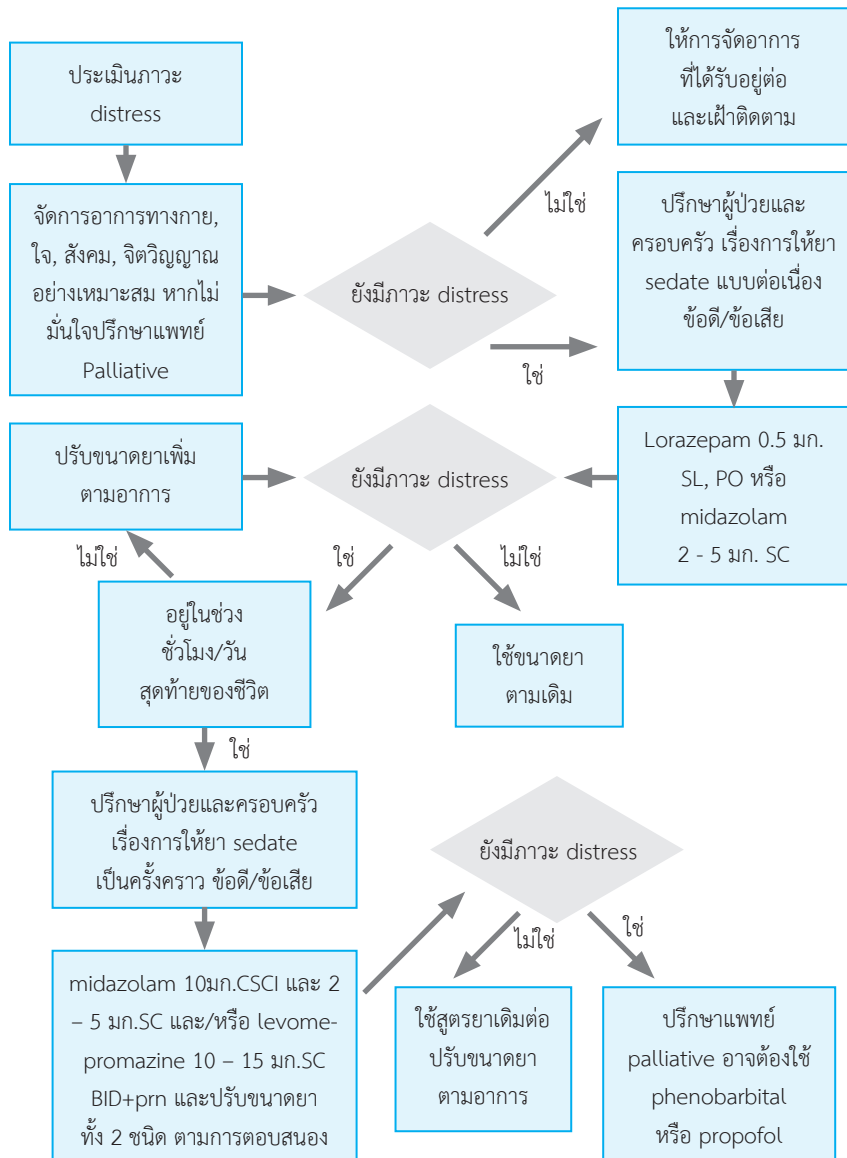 ประเมินภาวะ
distress
ให้การจัดอาการ
ที่ได้รับอยู่ต่อ
และเฝ้าติดตาม
ไม่ใช่
จัดการอาการทางกาย,
ใจ, สังคม, จิตวิญญาณ
อย่างเหมาะสม หากไม่
มั่นใจปรึกษาแพทย์
Palliative
ยังมีภาวะ distress
ใช่
ปรึกษาผู้ป่วยและ
ครอบครัว เรื่องการให้ยา
sedate แบบต่อเนื่อง
ข้อดี/ข้อเสีย
ปรับขนาดยาเพิ่ม
ตามอาการ
ยังมีภาวะ distress
Lorazepam 0.5 มก.
SL, PO หรือ
midazolam
2 - 5 มก. SC
ไม่ใช่
ใช่
ไม่ใช่
อยู่ในช่วง
ชั่วโมง/วัน
สุดท้ายของชีวิต
ใช้ขนาดยา
ตามเดิม
ใช่
ปรึกษาผู้ป่วยและครอบครัว
เรื่องการให้ยา sedate
เป็นครั้งคราว ข้อดี/ข้อเสีย
ยังมีภาวะ distress
ไม่ใช่
ใช่
midazolam 10มก.CSCI และ 2
– 5 มก.SC และ/หรือ levome-
promazine 10 – 15 มก.SC
BID+prn และปรับขนาดยา
ทั้ง 2 ชนิด ตามการตอบสนอง
ใช้สูตรยาเดิมต่อ
ปรับขนาดยา
ตามอาการ
ปรึกษาแพทย์
palliative อาจต้องใช้
phenobarbital
หรือ propofol